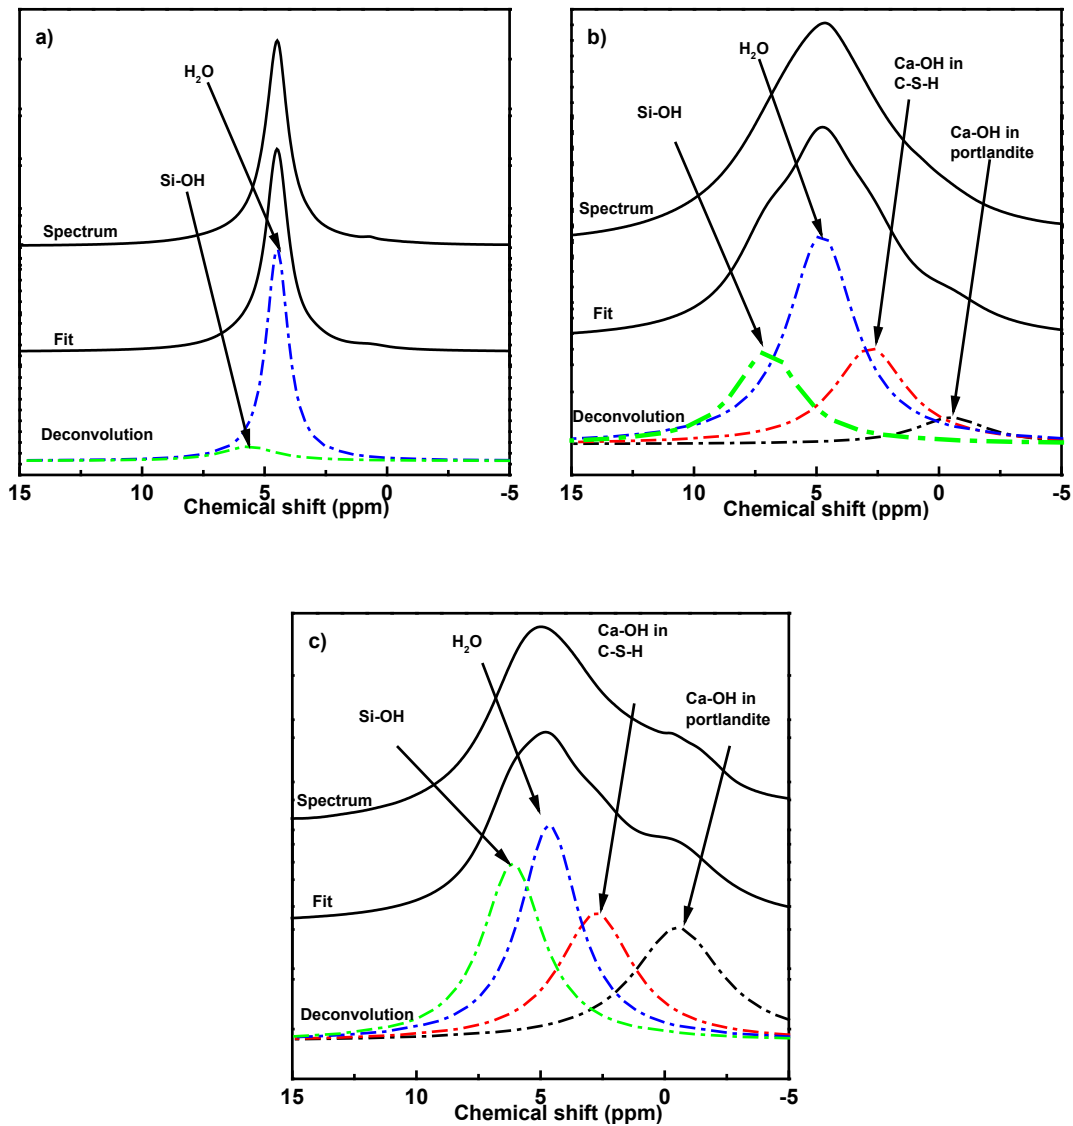 a)
H₂O
Si-OH
Spectrum
Fit
Deconvolution
15 10 5 0 -5
Chemical shift (ppm)
b)
H₂O
Ca-OH in
C-S-H
Si-OH
Ca-OH in
portlandite
Spectrum
Fit
Deconvolution
15 10 5 0 -5
Chemical shift (ppm)
c)
H₂O
Ca-OH in
C-S-H
Si-OH
Ca-OH in
portlandite
Spectrum
Fit
Deconvolution
15 10 5 0 -5
Chemical shift (ppm)